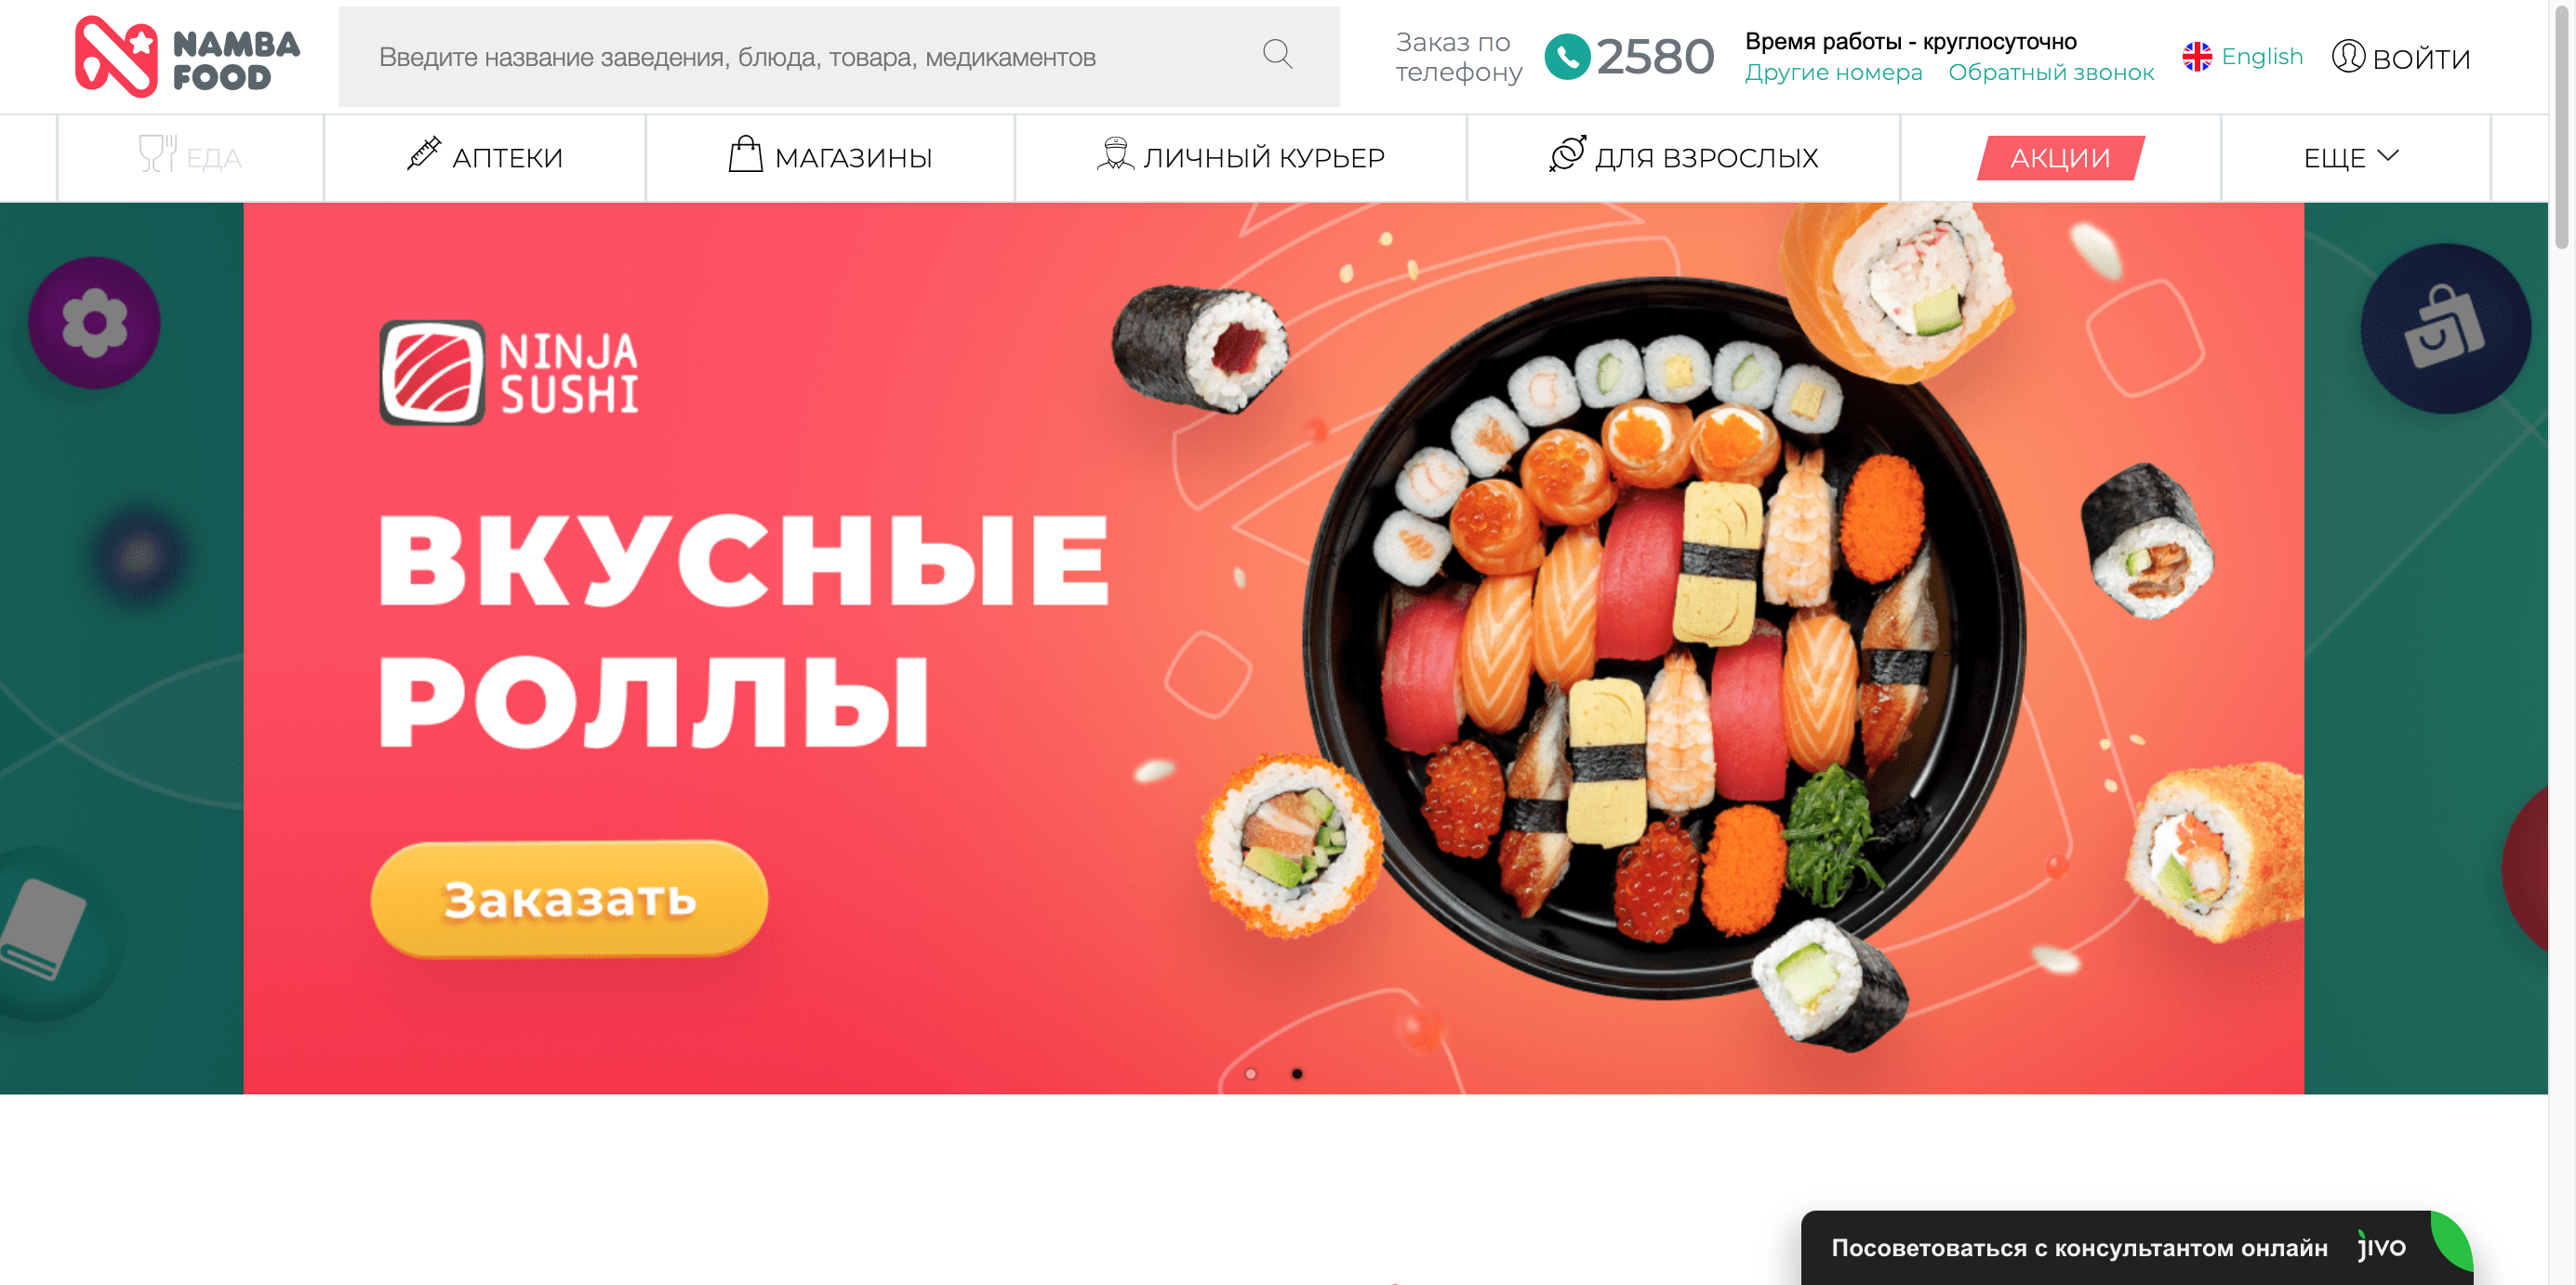 NAMBA
FOOD
Введите название заведения, блюда, товара, медикаментов
Заказ по
телефону
2580
Время работы - круглосуточно
Другие номера Обратный звонок
English
ВОЙТИ
ЕДА
АПТЕКИ
МАГАЗИНЫ
ЛИЧНЫЙ КУРЬЕР
ДЛЯ ВЗРОСЛЫХ
АКЦИИ
ЕЩЕ
NINJA
SUSHI
ВКУСНЫЕ
РОЛЛЫ
Заказать
Посоветоваться с консультантом онлайн jivo